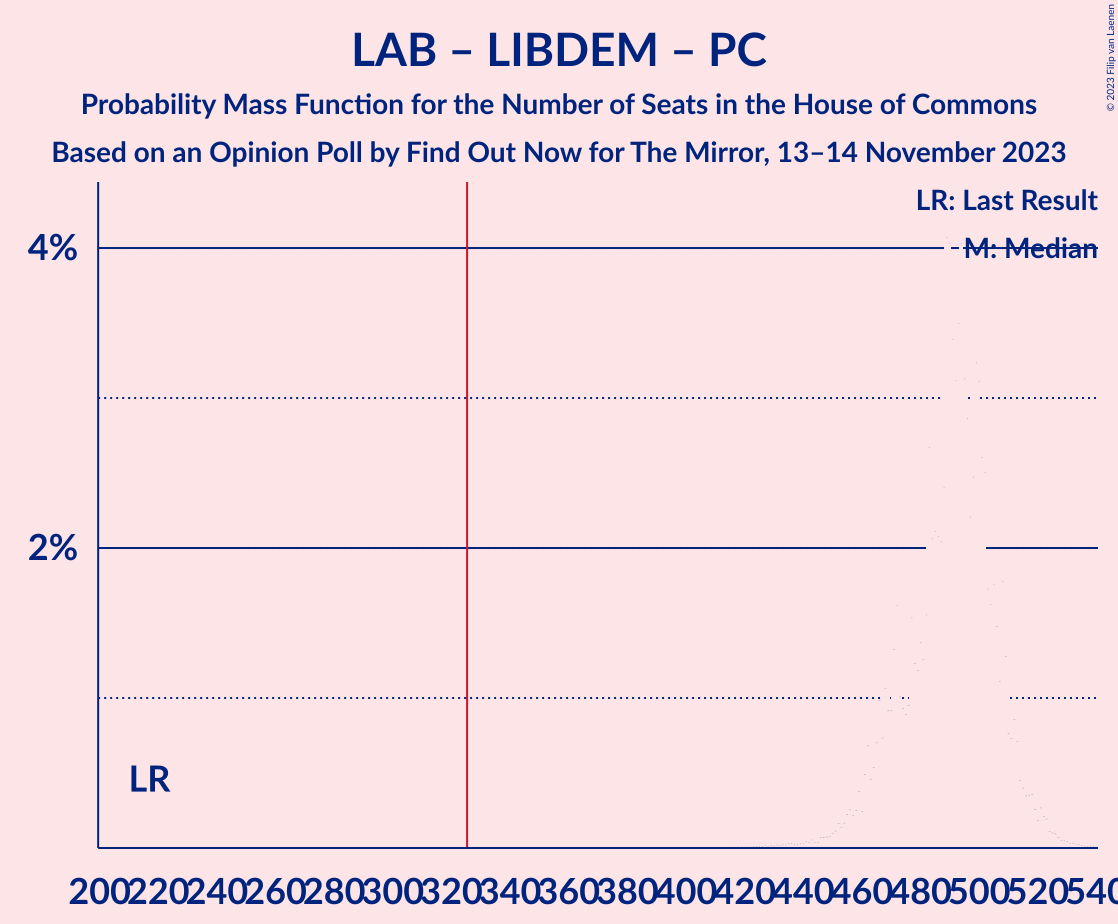 LAB – LIBDEM – PC
Probability Mass Function for the Number of Seats in the House of Commons
Based on an Opinion Poll by Find Out Now for The Mirror, 13–14 November 2023
© 2023 Filip van Laenen
LR: Last Result
M: Median
4%
2%
LR
200 220 240 260 280 300 320 340 360 380 400 420 440 460 480 500 520 540